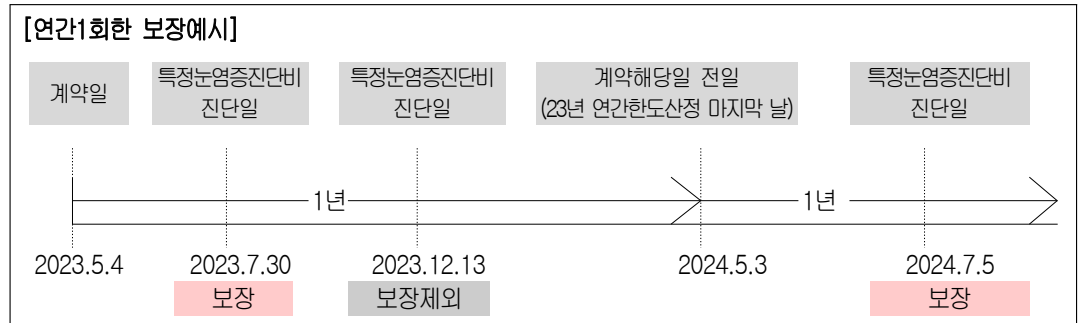 [연간1회한 보장예시]
계약일
특정눈염증진단비
진단일
특정눈염증진단비
진단일
계약해당일 전일
(23년 연간한도산정 마지막 날)
특정눈염증진단비
진단일
1년
1년
2023.5.4
2023.7.30
2023.12.13
2024.5.3
2024.7.5
보장
보장제외
보장